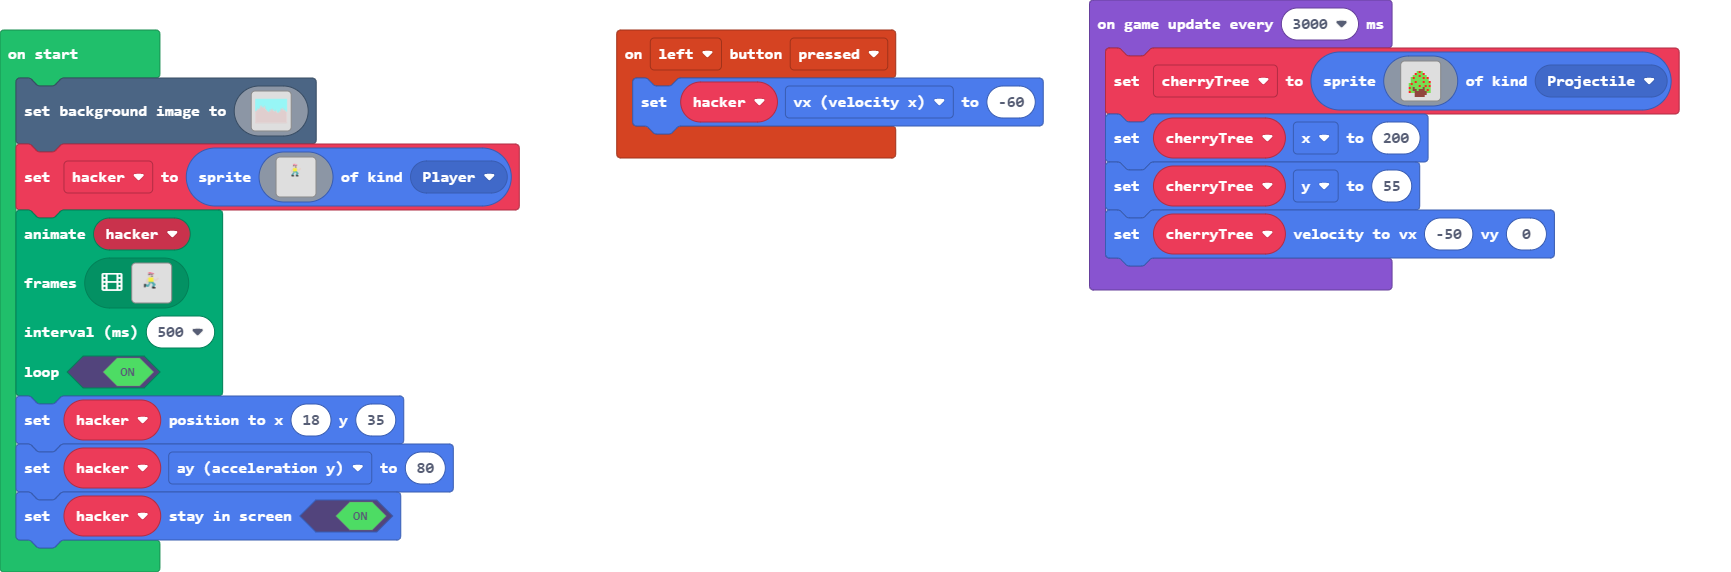 on start
set background image to
set hacker to sprite of kind Player
animate hacker
frames
interval (ms) 500
loop ON
set hacker position to x 18 y 35
set hacker ay (acceleration y) to 80
set hacker stay in screen ON
on left button pressed
set hacker vx (velocity x) to -60
on game update every 3000 ms
set cherryTree to sprite of kind Projectile
set cherryTree x to 200
set cherryTree y to 55
set cherryTree velocity to vx -50 vy 0